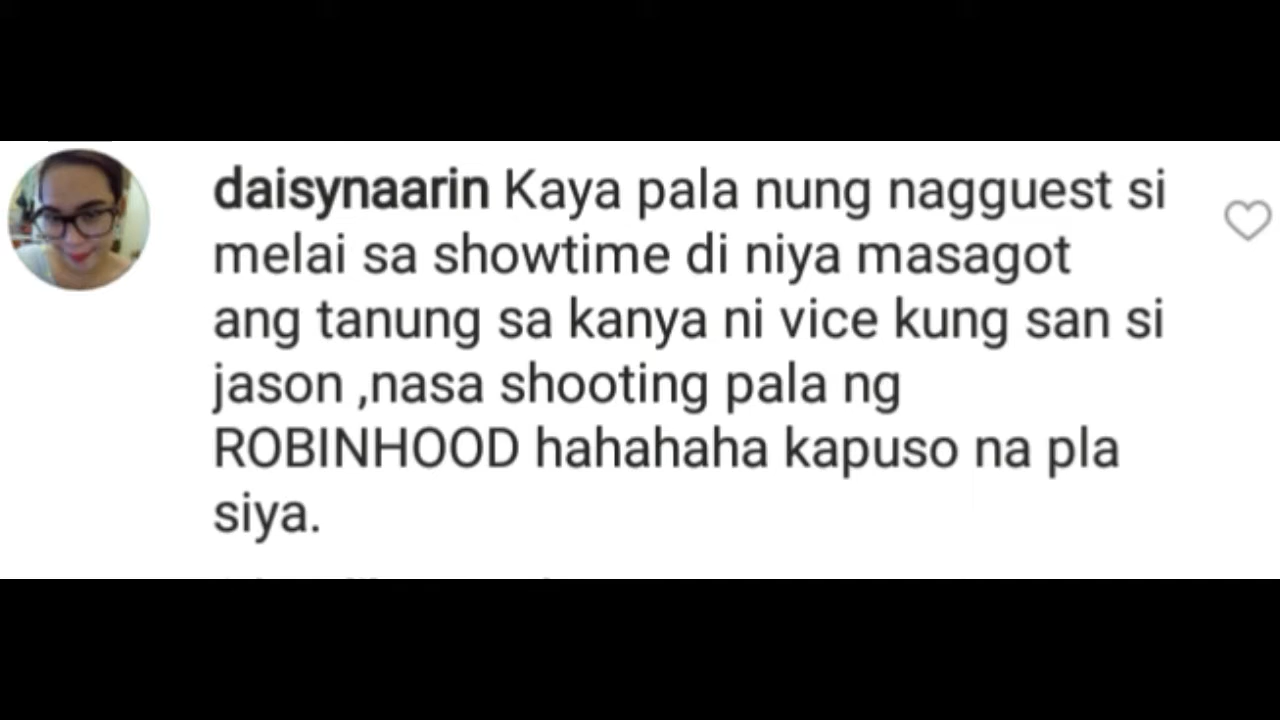 daisynaarin Kaya pala nung nagguest si
melai sa showtime di niya masagot
ang tanung sa kanya ni vice kung san si
jason ,nasa shooting pala ng
ROBINHOOD hahahaha kapuso na pla
siya.